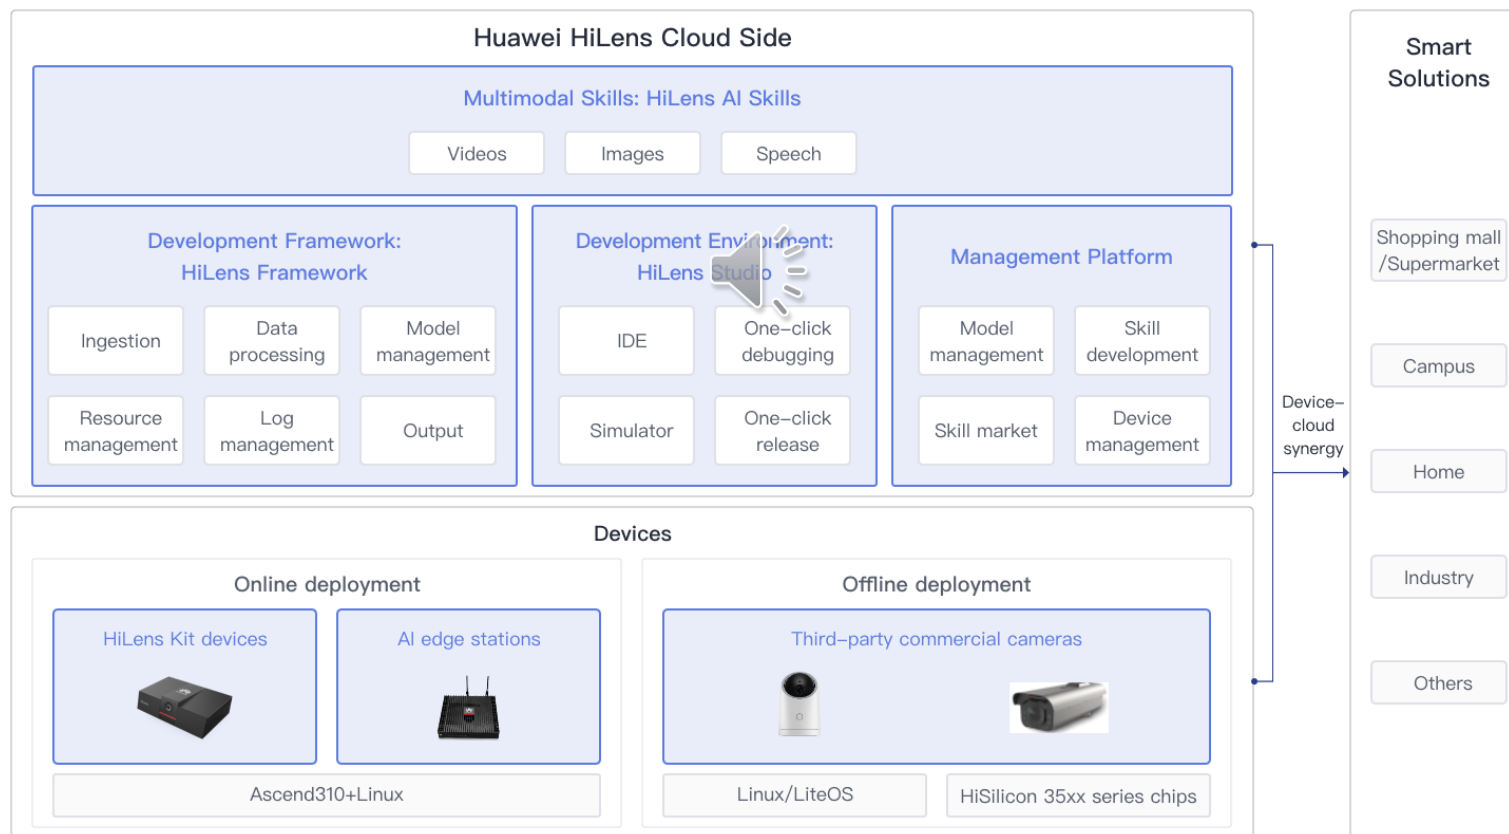 Huawei HiLens Cloud Side
Multimodal Skills: HiLens AI Skills
Videos
Images
Speech
Development Framework:
HiLens Framework
Ingestion
Data
processing
Model
management
Resource
management
Log
management
Output
Development Environment:
HiLens Studio
IDE
One-click
debugging
Simulator
One-click
release
Management Platform
Model
management
Skill
development
Skill market
Device
management
Devices
Online deployment
HiLens Kit devices
AI edge stations
Ascend310+Linux
Offline deployment
Third-party commercial cameras
Linux/LiteOS
HiSilicon 35xx series chips
Device-
cloud
synergy
Smart
Solutions
Shopping mall
/Supermarket
Campus
Home
Industry
Others